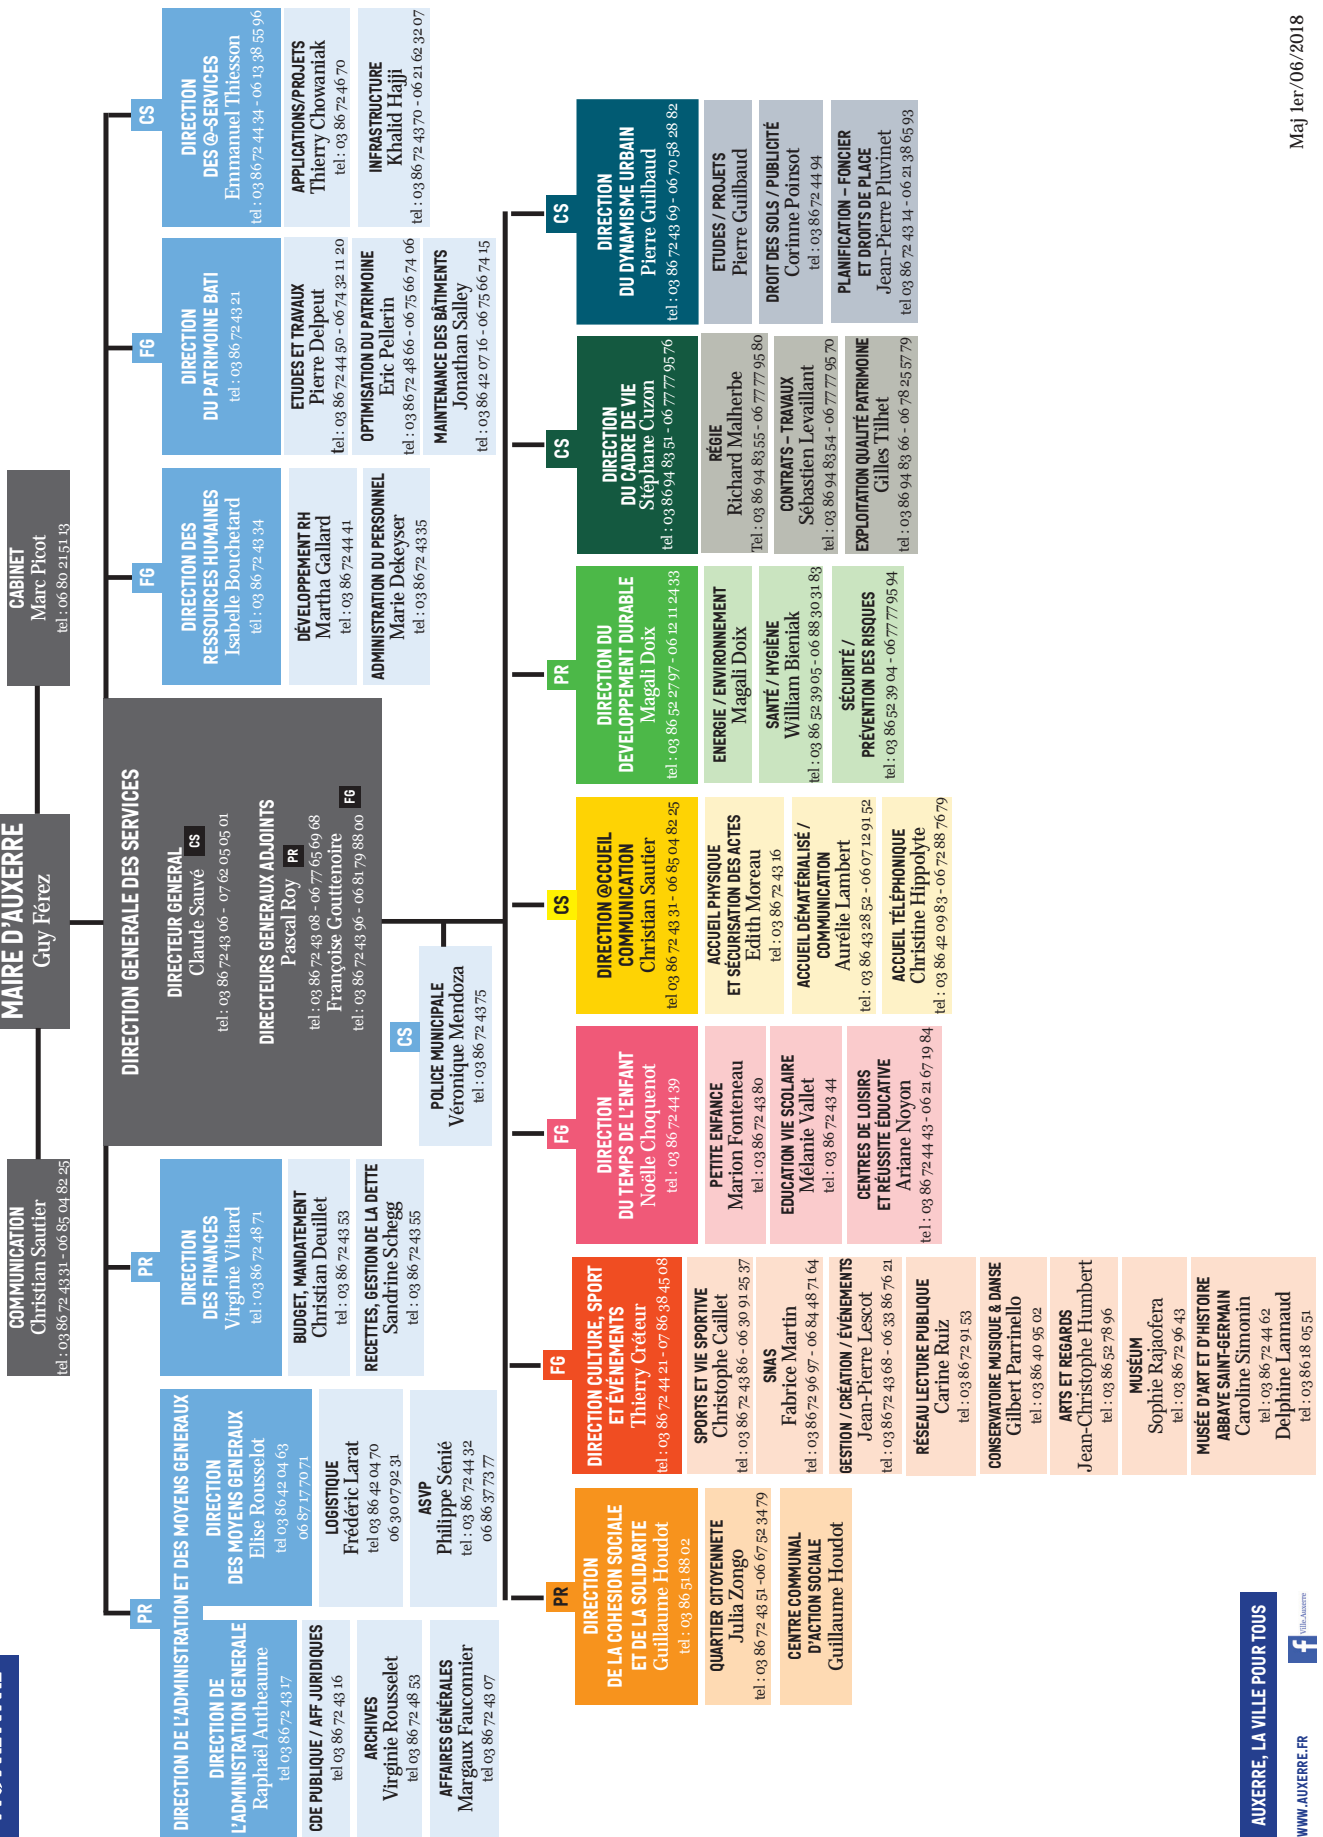 COMMUNICATION
Christian Sautier
tel : 03 86 72 43 31 - 06 85 04 82 25
MAIRE D'AUXERRE
Guy Férez
CABINET
Marc Picot
tel : 06 80 21 51 13
DIRECTION GENERALE DES SERVICES
DIRECTEUR GENERAL
Claude Sauvé CS
tel : 03 86 72 43 06 - 07 62 05 05 01
DIRECTEURS GENERAUX ADJOINTS
Pascal Roy PR
tel : 03 86 72 43 08 - 06 77 65 69 68
Françoise Gouttenoire FG
tel : 03 86 72 43 96 - 06 81 79 88 00
CS
POLICE MUNICIPALE
Véronique Mendoza
tel : 03 86 72 43 75
PR
DIRECTION DE L'ADMINISTRATION ET DES MOYENS GENERAUX
DIRECTION DE
L'ADMINISTRATION GENERALE
Raphaël Antheaume
tel 03 86 72 43 17
CDE PUBLIQUE / AFF JURIDIQUES
tel 03 86 72 43 16
ARCHIVES
Virginie Rousselet
tel 03 86 72 48 53
AFFAIRES GÉNÉRALES
Margaux Fauconnier
tel 03 86 72 43 07
DIRECTION
DES MOYENS GENERAUX
Elise Rousselot
tel 03 86 42 04 63
06 87 17 70 71
LOGISTIQUE
Frédéric Larat
tel 03 86 42 04 70
06 30 07 92 31
ASVP
Philippe Sénié
tel : 03 86 72 44 32
06 86 37 73 77
PR
DIRECTION
DES FINANCES
Virginie Viltard
tel : 03 86 72 48 71
BUDGET, MANDATEMENT
Christian Deuillet
tel : 03 86 72 43 53
RECETTES, GESTION DE LA DETTE
Sandrine Schegg
tel : 03 86 72 43 55
FG
DIRECTION DES
RESSOURCES HUMAINES
Isabelle Bouchetard
tél : 03 86 72 43 34
DÉVELOPPEMENT RH
Martha Gallard
tel : 03 86 72 44 41
ADMINISTRATION DU PERSONNEL
Marie Dekeyser
tel : 03 86 72 43 35
FG
DIRECTION
DU PATRIMOINE BATI
tel : 03 86 72 43 21
ETUDES ET TRAVAUX
Pierre Delpeut
tel : 03 86 72 44 50 - 06 74 32 11 20
OPTIMISATION DU PATRIMOINE
Eric Pellerin
tel : 03 86 72 48 66 - 06 75 66 74 06
MAINTENANCE DES BÂTIMENTS
Jonathan Salley
tel : 03 86 42 07 16 - 06 75 66 74 15
CS
DIRECTION
DES @-SERVICES
Emmanuel Thiesson
tel : 03 86 72 44 34 - 06 13 38 55 96
APPLICATIONS/PROJETS
Thierry Chowaniak
tel : 03 86 72 46 70
INFRASTRUCTURE
Khalid Hajji
tel : 03 86 72 43 70 - 06 21 62 32 07
PR
DIRECTION
DE LA COHESION SOCIALE
ET DE LA SOLIDARITE
Guillaume Houdot
tel : 03 86 51 88 02
QUARTIER CITOYENNETE
Julia Zongo
tel : 03 86 72 43 51 -06 67 52 34 79
CENTRE COMMUNAL
D'ACTION SOCIALE
Guillaume Houdot
FG
DIRECTION CULTURE, SPORT
ET ÉVÉNEMENTS
Thierry Créteur
tel : 03 86 72 44 21 - 07 86 38 45 08
SPORTS ET VIE SPORTIVE
Christophe Caillet
tel : 03 86 72 43 86 - 06 30 91 25 37
SNAS
Fabrice Martin
tel : 03 86 72 96 97 - 06 84 48 71 64
GESTION / CRÉATION / ÉVÉNEMENTS
Jean-Pierre Lescot
tel : 03 86 72 43 68 - 06 33 86 76 21
RÉSEAU LECTURE PUBLIQUE
Carine Ruiz
tel : 03 86 72 91 53
CONSERVATOIRE MUSIQUE & DANSE
Gilbert Parrinello
tel : 03 86 40 95 02
ARTS ET REGARDS
Jean-Christophe Humbert
tel : 03 86 52 78 96
MUSÉUM
Sophie Rajaofera
tel : 03 86 72 96 43
MUSÉE D'ART ET D'HISTOIRE
ABBAYE SAINT-GERMAIN
Caroline Simonin
tel : 03 86 72 44 62
Delphine Lannaud
tel : 03 86 18 05 51
FG
DIRECTION
DU TEMPS DE L'ENFANT
Noëlle Choquenot
tel : 03 86 72 44 39
PETITE ENFANCE
Marion Fonteneau
tel : 03 86 72 43 80
EDUCATION VIE SCOLAIRE
Mélanie Vallet
tel : 03 86 72 43 44
CENTRES DE LOISIRS
ET RÉUSSITE ÉDUCATIVE
Ariane Noyon
tel : 03 86 72 44 43 - 06 21 67 19 84
CS
DIRECTION @CCUEIL
COMMUNICATION
Christian Sautier
tel 03 86 72 43 31 - 06 85 04 82 25
ACCUEIL PHYSIQUE
ET SÉCURISATION DES ACTES
Edith Moreau
tel : 03 86 72 43 16
ACCUEIL DÉMATÉRIALISÉ /
COMMUNICATION
Aurélie Lambert
tel : 03 86 43 28 52 - 06 07 12 91 52
ACCUEIL TÉLÉPHONIQUE
Christine Hippolyte
tel : 03 86 42 09 83 - 06 72 88 76 79
PR
DIRECTION DU
DEVELOPPEMENT DURABLE
Magali Doix
tel : 03 86 52 27 97 - 06 12 11 24 33
ENERGIE / ENVIRONNEMENT
Magali Doix
SANTÉ / HYGIÈNE
William Bieniak
tel : 03 86 52 39 05 - 06 88 30 31 83
SÉCURITÉ /
PRÉVENTION DES RISQUES
tel : 03 86 52 39 04 - 06 77 77 95 94
CS
DIRECTION
DU CADRE DE VIE
Stéphane Cuzon
tel : 03 86 94 83 51 - 06 77 77 95 76
RÉGIE
Richard Malherbe
Tel : 03 86 94 83 55 - 06 77 77 95 80
CONTRATS – TRAVAUX
Sébastien Levaillant
tel : 03 86 94 83 54 - 06 77 77 95 70
EXPLOITATION QUALITÉ PATRIMOINE
Gilles Tilhet
tel : 03 86 94 83 66 - 06 78 25 57 79
CS
DIRECTION
DU DYNAMISME URBAIN
Pierre Guilbaud
tel : 03 86 72 43 69 - 06 70 58 28 82
ETUDES / PROJETS
Pierre Guilbaud
DROIT DES SOLS / PUBLICITÉ
Corinne Poinsot
tel : 03 86 72 44 94
PLANIFICATION – FONCIER
ET DROITS DE PLACE
Jean-Pierre Pluvinet
tel 03 86 72 43 14 - 06 21 38 65 93
AUXERRE, LA VILLE POUR TOUS
WWW.AUXERRE.FR
f Ville.Auxerre
Maj 1er/06/2018